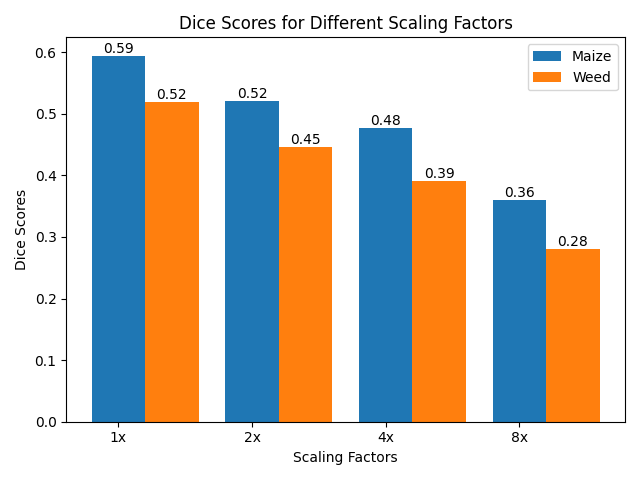 Dice Scores for Different Scaling Factors
Maize
Weed
0.59
0.52
0.52
0.45
0.48
0.39
0.36
0.28
0.6
0.5
0.4
0.3
0.2
0.1
0.0
Dice Scores
1x 2x 4x 8x
Scaling Factors